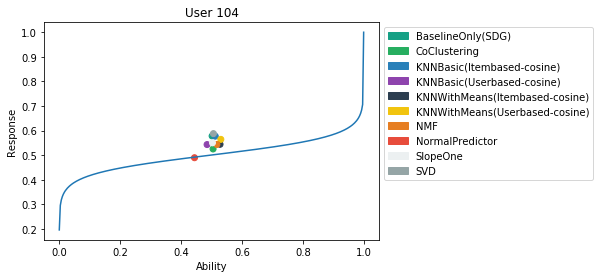 User 104
1.0
0.9
0.8
0.7
0.6
0.5
0.4
0.3
0.2
Response
0.0
0.2
0.4
0.6
0.8
1.0
Ability
BaselineOnly(SDG)
CoClustering
KNNBasic(Itembased-cosine)
KNNBasic(Userbased-cosine)
KNNWithMeans(Itembased-cosine)
KNNWithMeans(Userbased-cosine)
NMF
NormalPredictor
SlopeOne
SVD